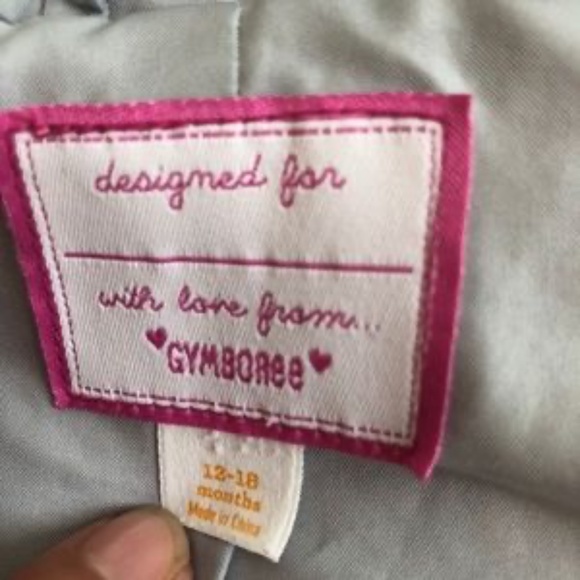 designed for
with love from...
GYMBOREE
12-18
months
Made in China